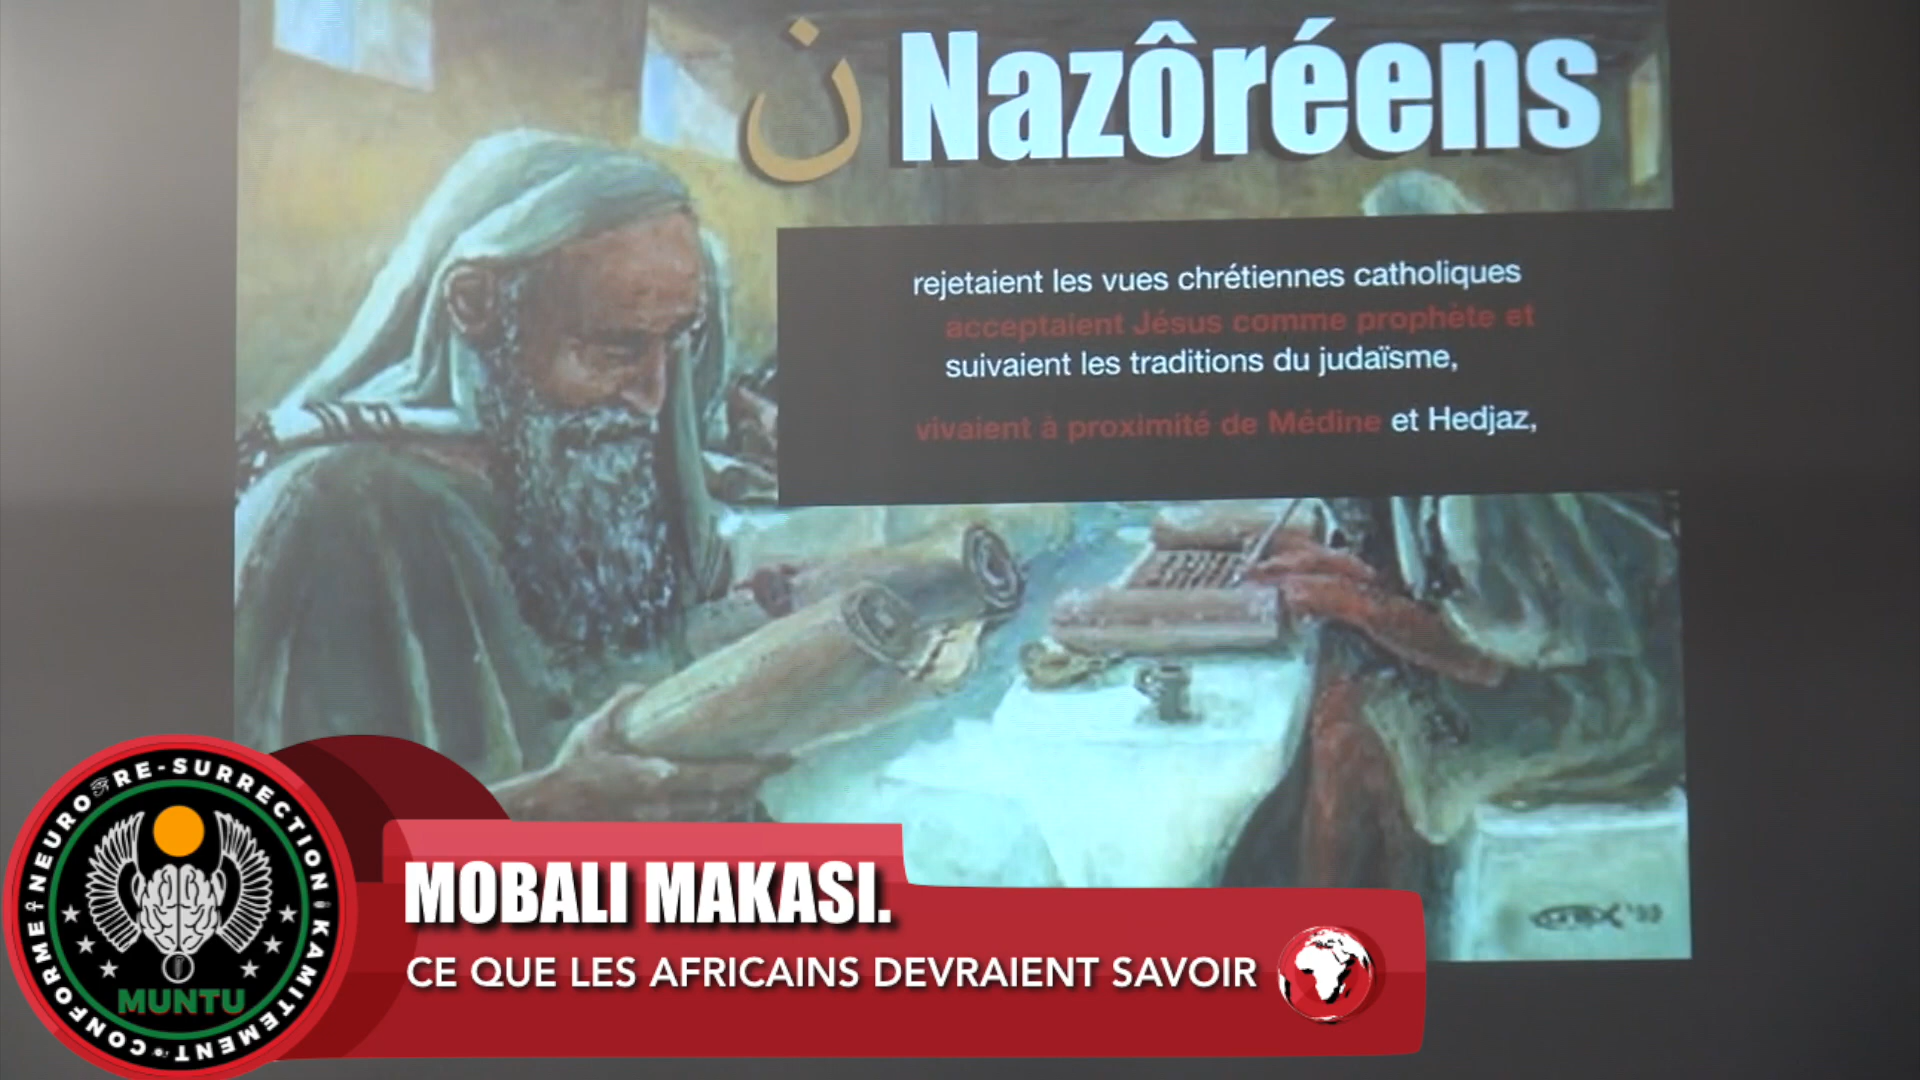 ن Nazôréens
rejetaient les vues chrétiennes catholiques
acceptaient Jésus comme prophète et
suivaient les traditions du judaïsme,
vivaient à proximité de Médine et Hedjaz,
'99
NEURO RE-SURRECTION KAMITEMENT CONFORME
MUNTU
MOBALI MAKASI.
CE QUE LES AFRICAINS DEVRAIENT SAVOIR